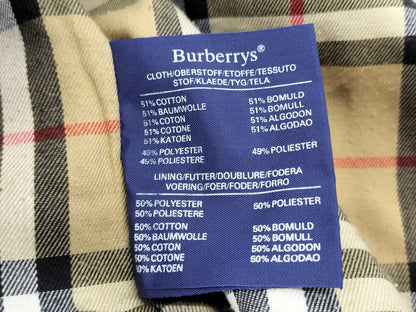 Burberrys®
CLOTH/OBERSTOFF/ETOFFE/TESSUTO
STOF/KLAEDE/TYG/TELA
51% COTTON 51% BOMULD
51% BAUMWOLLE 51% BOMULL
51% COTON 51% ALGODON
51% COTONE 51% ALGODAO
51% KATOEN
49% POLYESTER 49% POLIESTER
49% POLIESTERE
LINING/FUTTER/DOUBLURE/FODERA
VOERING/FOER/FODER/FORRO
50% POLYESTER 50% POLIESTER
50% POLIESTERE
50% COTTON 50% BOMULD
50% BAUMWOLLE 50% BOMULL
50% COTON 50% ALGODON
50% COTONE 50% ALGODAO
50% KATOEN